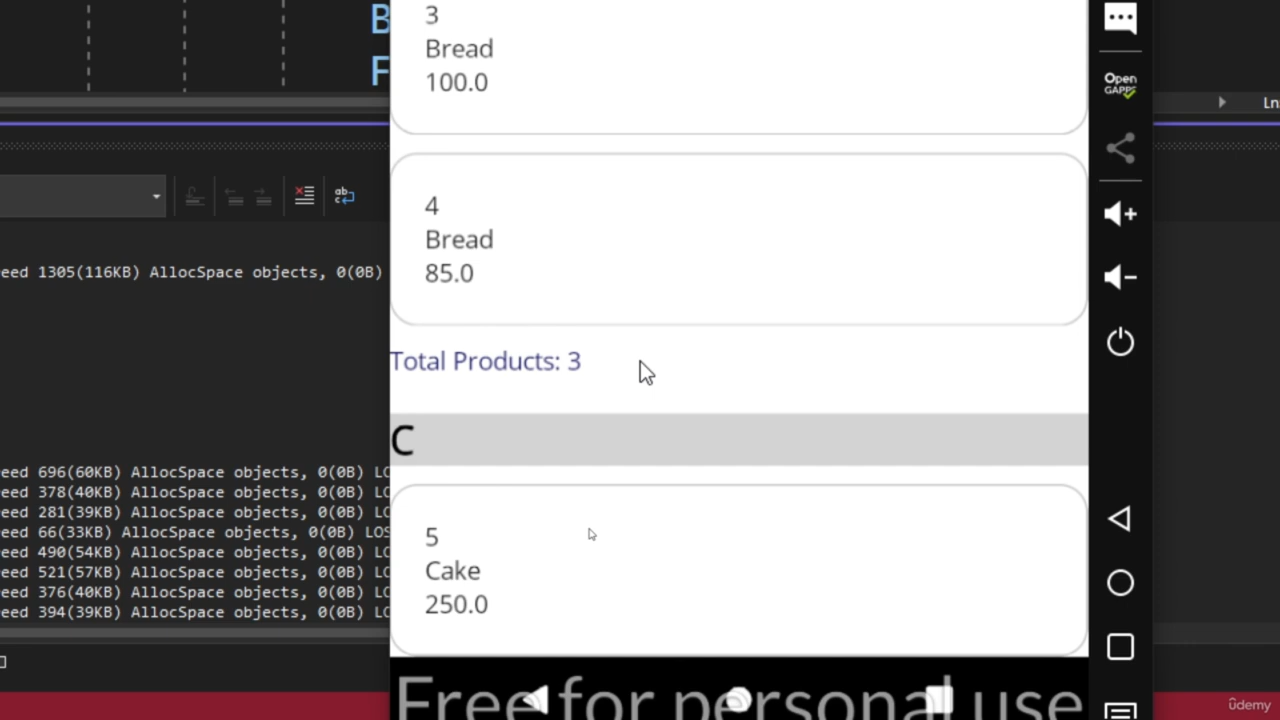 3
Bread
100.0
4
Bread
85.0
Total Products: 3
C
5
Cake
250.0
Free for personal use
B
F
Open
GAPPS
Ln
ab
c
eed 1305(116KB) AllocSpace objects, 0(0B)
eed 696(60KB) AllocSpace objects, 0(0B) LO
eed 378(40KB) AllocSpace objects, 0(0B) LO
eed 281(39KB) AllocSpace objects, 0(0B) LO
eed 66(33KB) AllocSpace objects, 0(0B) LOS
eed 490(54KB) AllocSpace objects, 0(0B) LO
eed 521(57KB) AllocSpace objects, 0(0B) LO
eed 376(40KB) AllocSpace objects, 0(0B) LO
eed 394(39KB) AllocSpace objects, 0(0B) LO
ûdemy